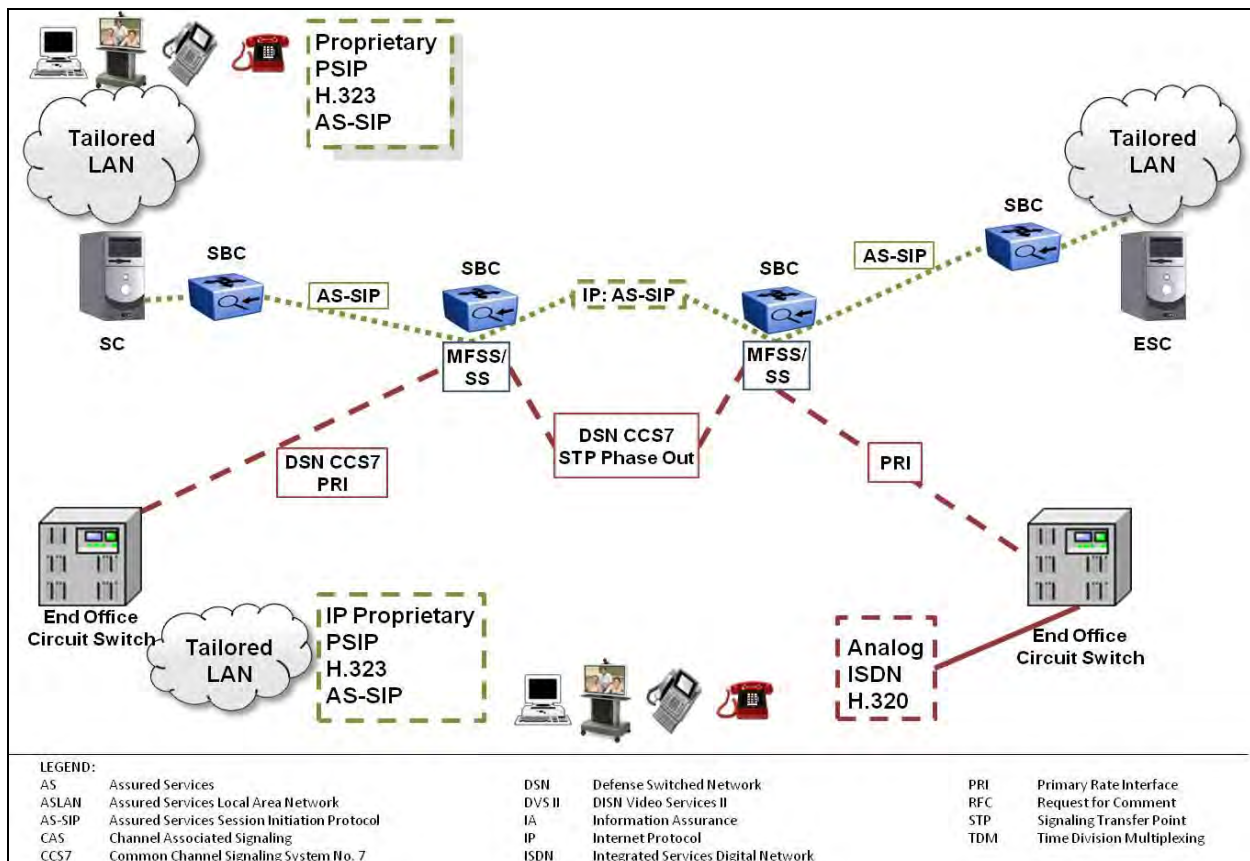 Proprietary
PSIP
H.323
AS-SIP
Tailored
LAN
Tailored
LAN
SBC
SBC
SBC
SBC
AS-SIP
IP: AS-SIP
AS-SIP
SC
ESC
MFSS/
SS
MFSS/
SS
DSN CCS7
STP Phase Out
DSN CCS7
PRI
PRI
End Office
Circuit Switch
Tailored
LAN
IP Proprietary
PSIP
H.323
AS-SIP
Analog
ISDN
H.320
End Office
Circuit Switch
LEGEND:
AS Assured Services
ASLAN Assured Services Local Area Network
AS-SIP Assured Services Session Initiation Protocol
CAS Channel Associated Signaling
CCS7 Common Channel Signaling System No. 7
DSN Defense Switched Network
DVS II DISN Video Services II
IA Information Assurance
IP Internet Protocol
ISDN Integrated Services Digital Network
PRI Primary Rate Interface
RFC Request for Comment
STP Signaling Transfer Point
TDM Time Division Multiplexing